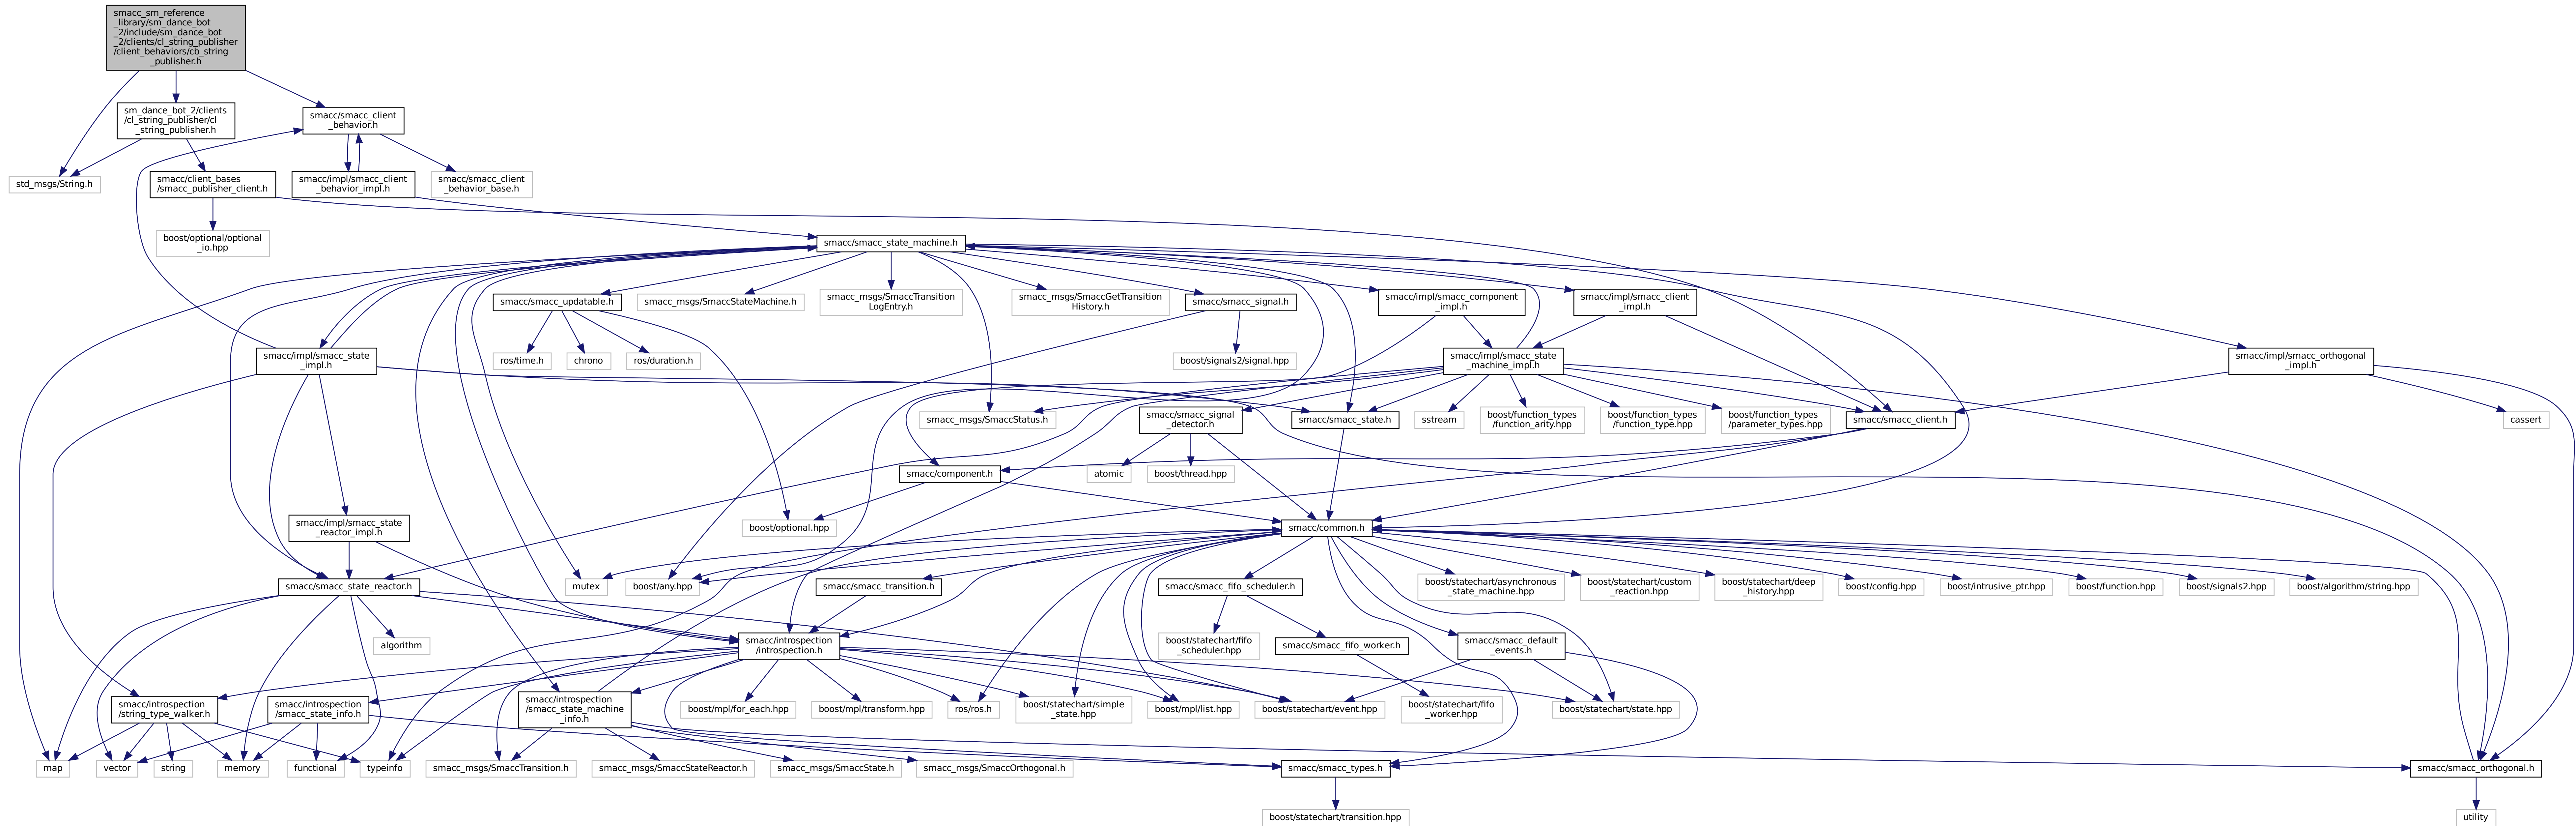 smacc_sm_reference
_library/sm_dance_bot
_2/include/sm_dance_bot
_2/clients/cl_string_publisher
/client_behaviors/cb_string
_publisher.h
sm_dance_bot_2/clients
/cl_string_publisher/cl
_string_publisher.h
smacc/smacc_client
_behavior.h
std_msgs/String.h
smacc/client_bases
/smacc_publisher_client.h
smacc/impl/smacc_client
_behavior_impl.h
smacc/smacc_client
_behavior_base.h
boost/optional/optional
_io.hpp
smacc/smacc_state_machine.h
smacc/smacc_updatable.h
smacc_msgs/SmaccStateMachine.h
smacc_msgs/SmaccTransition
LogEntry.h
smacc_msgs/SmaccGetTransition
History.h
smacc/smacc_signal.h
smacc/impl/smacc_component
_impl.h
smacc/impl/smacc_client
_impl.h
smacc/impl/smacc_state
_impl.h
ros/time.h
chrono
ros/duration.h
boost/signals2/signal.hpp
smacc/impl/smacc_state
_machine_impl.h
smacc/impl/smacc_orthogonal
_impl.h
smacc_msgs/SmaccStatus.h
smacc/smacc_signal
_detector.h
smacc/smacc_state.h
sstream
boost/function_types
/function_arity.hpp
boost/function_types
/function_type.hpp
boost/function_types
/parameter_types.hpp
smacc/smacc_client.h
cassert
smacc/component.h
atomic
boost/thread.hpp
smacc/impl/smacc_state
_reactor_impl.h
boost/optional.hpp
smacc/common.h
smacc/smacc_state_reactor.h
mutex
boost/any.hpp
smacc/smacc_transition.h
smacc/smacc_fifo_scheduler.h
boost/statechart/asynchronous
_state_machine.hpp
boost/statechart/custom
_reaction.hpp
boost/statechart/deep
_history.hpp
boost/config.hpp
boost/intrusive_ptr.hpp
boost/function.hpp
boost/signals2.hpp
boost/algorithm/string.hpp
algorithm
smacc/introspection
/introspection.h
boost/statechart/fifo
_scheduler.hpp
smacc/smacc_fifo_worker.h
smacc/smacc_default
_events.h
smacc/introspection
/string_type_walker.h
smacc/introspection
/smacc_state_info.h
smacc/introspection
/smacc_state_machine
_info.h
boost/mpl/for_each.hpp
boost/mpl/transform.hpp
ros/ros.h
boost/statechart/simple
_state.hpp
boost/mpl/list.hpp
boost/statechart/event.hpp
boost/statechart/fifo
_worker.hpp
boost/statechart/state.hpp
map
vector
string
memory
functional
typeinfo
smacc_msgs/SmaccTransition.h
smacc_msgs/SmaccStateReactor.h
smacc_msgs/SmaccState.h
smacc_msgs/SmaccOrthogonal.h
smacc/smacc_types.h
smacc/smacc_orthogonal.h
boost/statechart/transition.hpp
utility